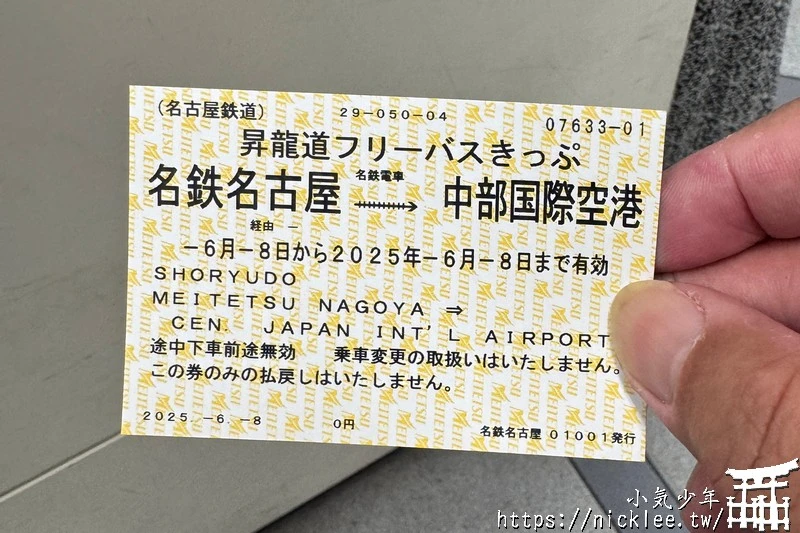 (名古屋鉄道) 29-050-04 07633-01
昇龍道フリーバスきっぷ
名鉄名古屋 名鉄電車 中部国際空港
経由 ー
-6月-8日から2025年-6月-8日まで有効
SHORYUDO
MEITETSU NAGOYA ⇒
CEN. JAPAN INT'L AIRPORT
途中下車前途無効 乗車変更の取扱いはいたしません。
この券のみの払戻しはいたしません。
2025.-6.-8 0円 名鉄名古屋 01001発行
小気少年
https://nicklee.tw/